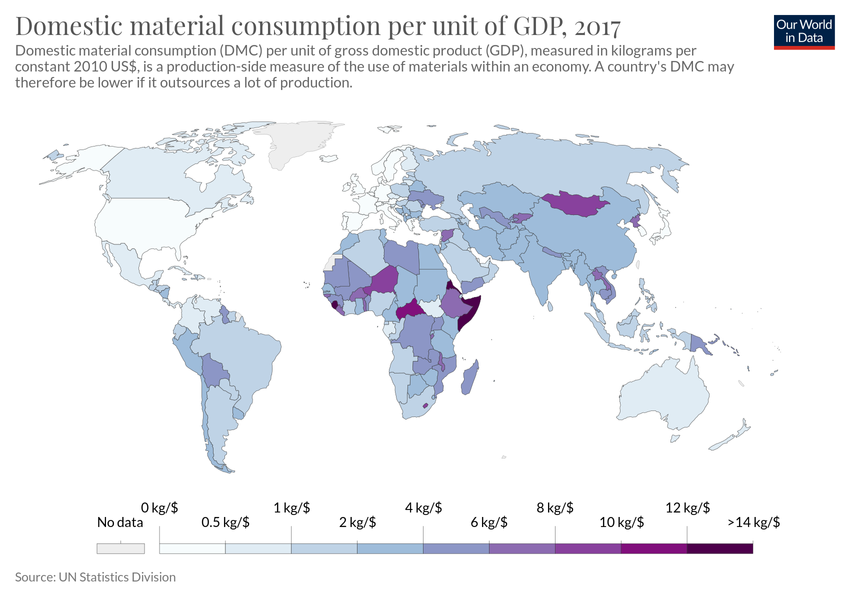 Domestic material consumption per unit of GDP, 2017
Our World
in Data
Domestic material consumption (DMC) per unit of gross domestic product (GDP), measured in kilograms per
constant 2010 US$, is a production-side measure of the use of materials within an economy. A country's DMC may
therefore be lower if it outsources a lot of production.
0 kg/$ 1 kg/$ 4 kg/$ 8 kg/$ 12 kg/$
No data 0.5 kg/$ 2 kg/$ 6 kg/$ 10 kg/$ >14 kg/$
Source: UN Statistics Division